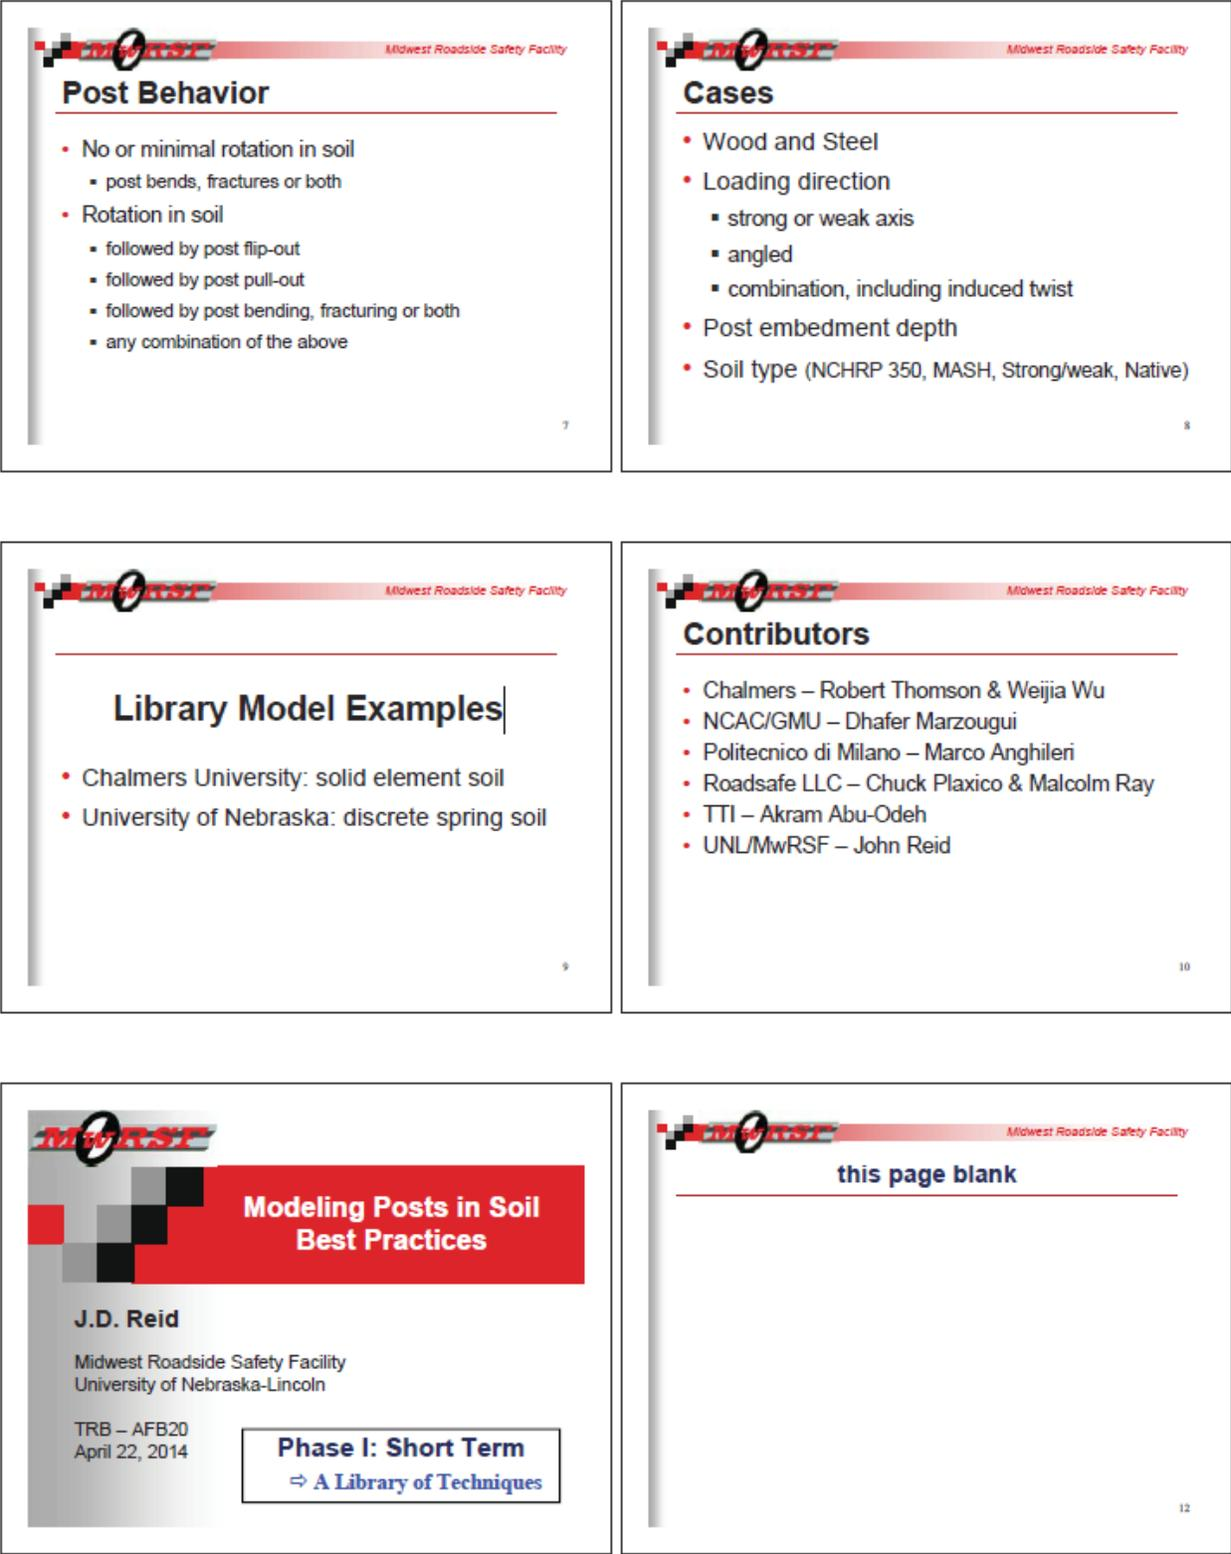 MwRSF
Midwest Roadside Safety Facility
Post Behavior
• No or minimal rotation in soil
▪ post bends, fractures or both
• Rotation in soil
▪ followed by post flip-out
▪ followed by post pull-out
▪ followed by post bending, fracturing or both
▪ any combination of the above
7
MwRSF
Midwest Roadside Safety Facility
Cases
• Wood and Steel
• Loading direction
▪ strong or weak axis
▪ angled
▪ combination, including induced twist
• Post embedment depth
• Soil type (NCHRP 350, MASH, Strong/weak, Native)
8
MwRSF
Midwest Roadside Safety Facility
Library Model Examples
• Chalmers University: solid element soil
• University of Nebraska: discrete spring soil
9
MwRSF
Midwest Roadside Safety Facility
Contributors
• Chalmers – Robert Thomson & Weijia Wu
• NCAC/GMU – Dhafer Marzougui
• Politecnico di Milano – Marco Anghileri
• Roadsafe LLC – Chuck Plaxico & Malcolm Ray
• TTI – Akram Abu-Odeh
• UNL/MwRSF – John Reid
10
MwRSF
Modeling Posts in Soil
Best Practices
J.D. Reid
Midwest Roadside Safety Facility
University of Nebraska-Lincoln
TRB – AFB20
April 22, 2014
Phase I: Short Term
⇨ A Library of Techniques
MwRSF
Midwest Roadside Safety Facility
this page blank
12